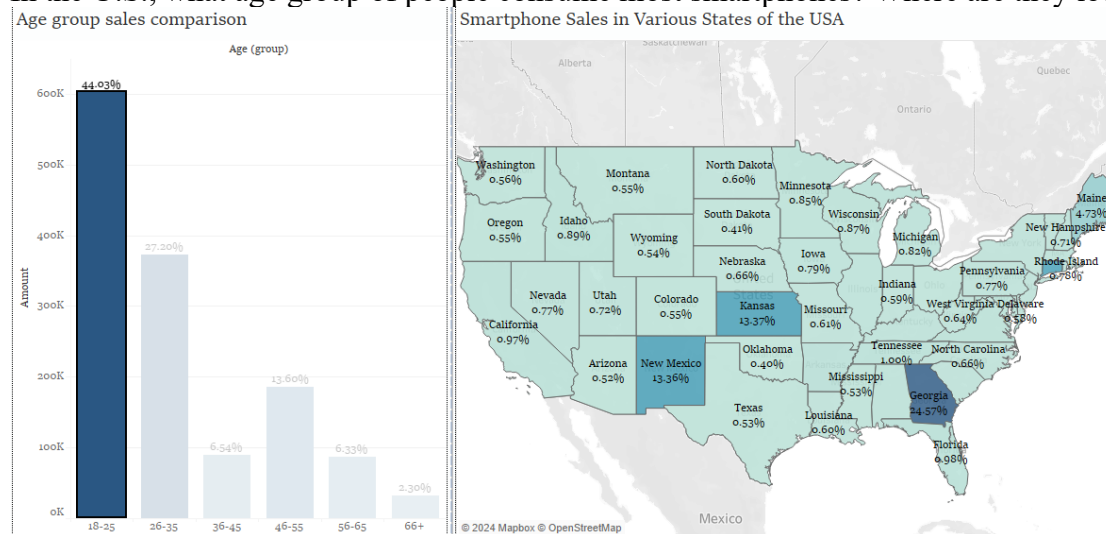 in the U.S., what age group of people consume most smartphones? Where are they
Age group sales comparison
Age (group)
Amount
600K
500K
400K
300K
200K
100K
0K
44.03%
27.20%
6.54%
13.60%
6.33%
2.30%
18-25
26-35
36-45
46-55
56-65
66+
Smartphone Sales in Various States of the USA
Saskatchewan
Alberta
Quebec
Ontario
Washington
0.56%
Montana
0.55%
North Dakota
0.60%
Minnesota
0.85%
Maine
4.73%
Oregon
0.55%
Idaho
0.89%
Wyoming
0.54%
South Dakota
0.41%
Wisconsin
0.87%
Michigan
0.82%
New Hampshire
0.71%
New York
Nebraska
0.66%
Iowa
0.79%
Rhode Island
0.78%
Pennsylvania
0.77%
Nevada
0.77%
Utah
0.72%
Colorado
0.55%
United
States
Kansas
13.37%
Missouri
0.61%
Indiana
0.59%
Ohio
West Virginia
0.64%
Delaware
0.58%
California
0.97%
Kentucky
Arizona
0.52%
New Mexico
13.36%
Oklahoma
0.40%
Tennessee
1.00%
North Carolina
0.66%
Mississippi
0.53%
Georgia
24.57%
Texas
0.53%
Louisiana
0.60%
Florida
0.98%
Mexico
© 2024 Mapbox © OpenStreetMap